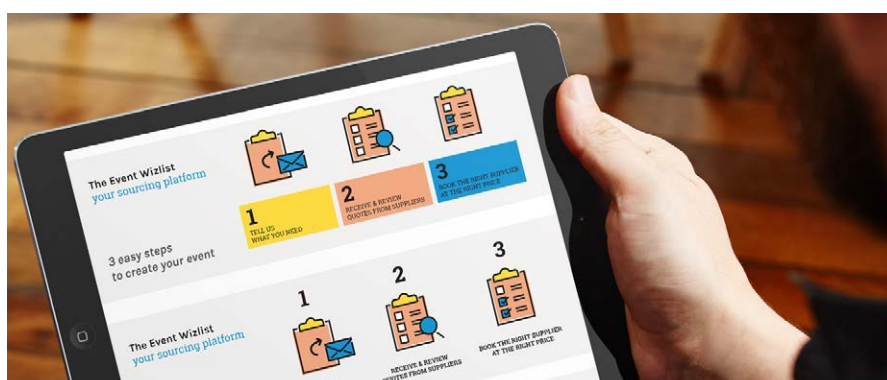 The Event Wizlist
your sourcing platform
3 easy steps
to create your event
1
TELL US
WHAT YOU NEED
2
RECEIVE & REVIEW
QUOTES FROM SUPPLIERS
3
BOOK THE RIGHT SUPPLIER
AT THE RIGHT PRICE
The Event Wizlist
your sourcing platform
1
2
RECEIVE & REVIEW
QUOTES FROM SUPPLIERS
3
BOOK THE RIGHT SUPPLIER
AT THE RIGHT PRICE